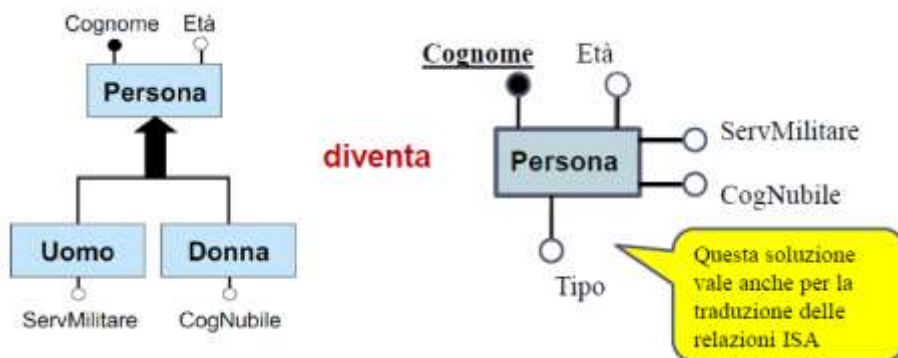 Cognome Età
Persona
Uomo Donna
ServMilitare CogNubile
diventa
Cognome Età
Persona
ServMilitare
CogNubile
Tipo
Questa soluzione
vale anche per la
traduzione delle
relazioni ISA